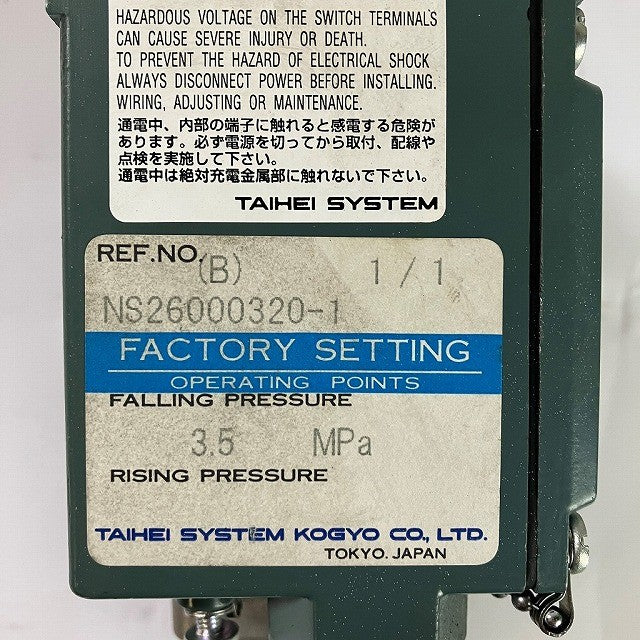 HAZARDOUS VOLTAGE ON THE SWITCH TERMINALS
CAN CAUSE SEVERE INJURY OR DEATH.
TO PREVENT THE HAZARD OF ELECTRICAL SHOCK
ALWAYS DISCONNECT POWER BEFORE INSTALLING.
WIRING, ADJUSTING OR MAINTENANCE.
通電中、内部の端子に触れると感電する危険が
あります。必ず電源を切ってから取付、配線や
点検を実施して下さい。
通電中は絶対充電金属部に触れないで下さい。
TAIHEI SYSTEM
REF.NO. (B) 1 / 1
NS26000320-1
FACTORY SETTING
OPERATING POINTS
FALLING PRESSURE
3.5 MPa
RISING PRESSURE
TAIHEI SYSTEM KOGYO CO., LTD.
TOKYO. JAPAN